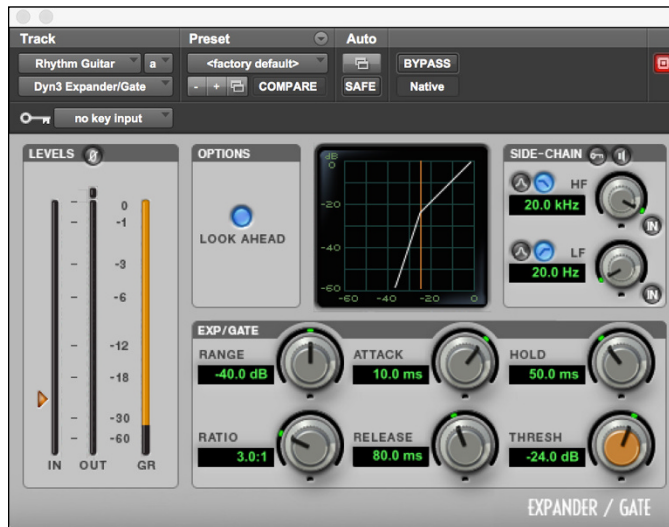 Track Preset Auto
Rhythm Guitar a <factory default> BYPASS
Dyn3 Expander/Gate - + COMPARE SAFE Native
no key input
LEVELS
0
-1
-3
-6
-12
-18
-30
-60
IN OUT GR
OPTIONS
LOOK AHEAD
dB
0
-20
-40
-60
-60 -40 -20 0
SIDE-CHAIN
HF
20.0 kHz
IN
LF
20.0 Hz
IN
EXP/GATE
RANGE ATTACK HOLD
-40.0 dB 10.0 ms 50.0 ms
RATIO RELEASE THRESH
3.0:1 80.0 ms -24.0 dB
EXPANDER / GATE